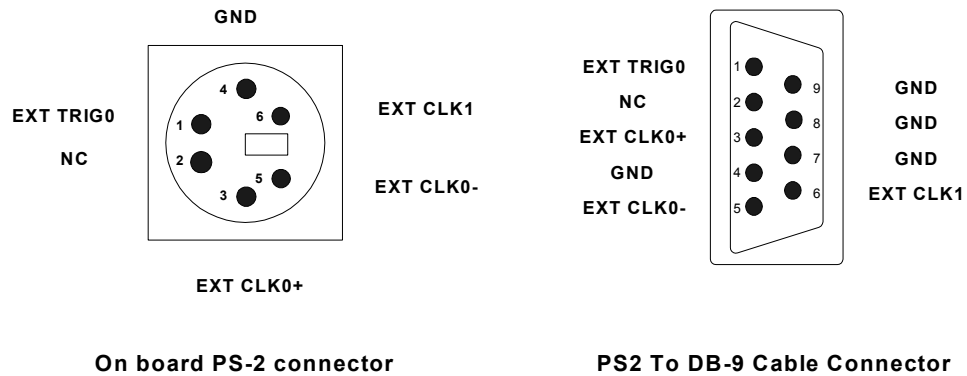 GND
4
EXT TRIG0
1
6
EXT CLK1
NC
2
5
EXT CLK0-
3
EXT CLK0+
On board PS-2 connector
EXT TRIG0
1
9
GND
NC
2
8
GND
EXT CLK0+
3
7
GND
GND
4
6
EXT CLK1
EXT CLK0-
5
PS2 To DB-9 Cable Connector